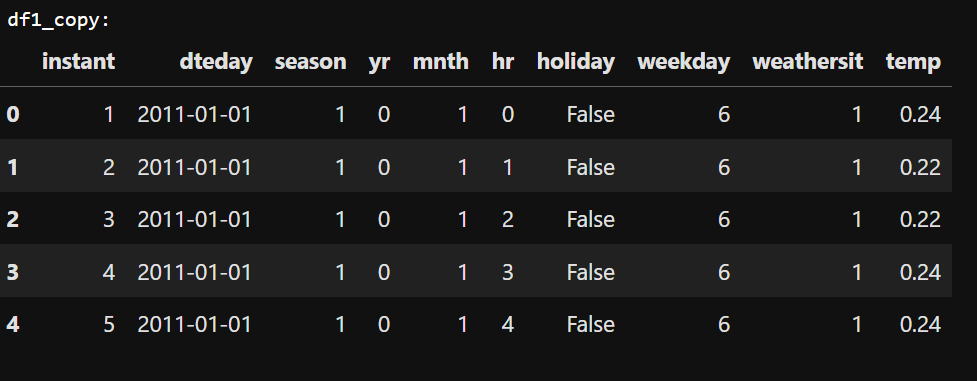 df1_copy:
instant dteday season yr mnth hr holiday weekday weathersit temp
0 1 2011-01-01 1 0 1 0 False 6 1 0.24
1 2 2011-01-01 1 0 1 1 False 6 1 0.22
2 3 2011-01-01 1 0 1 2 False 6 1 0.22
3 4 2011-01-01 1 0 1 3 False 6 1 0.24
4 5 2011-01-01 1 0 1 4 False 6 1 0.24